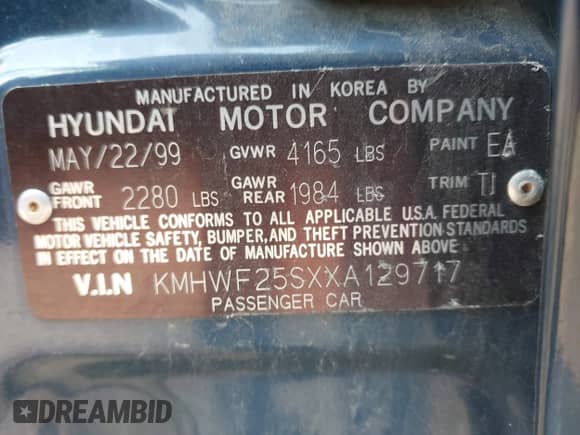 MANUFACTURED IN KOREA BY
HYUNDAI MOTOR COMPANY
MAY/22/99 GVWR 4165 LBS PAINT EA
GAWR FRONT 2280 LBS GAWR REAR 1984 LBS TRIM TI
THIS VEHICLE CONFORMS TO ALL APPLICABLE U.S.A. FEDERAL
MOTOR VEHICLE SAFETY, BUMPER, AND THEFT PREVENTION STANDARDS
IN EFFECT ON THE DATE OF MANUFACTURE SHOWN ABOVE
V.I.N KMHWF25SXXA129717
PASSENGER CAR
DREAMBID